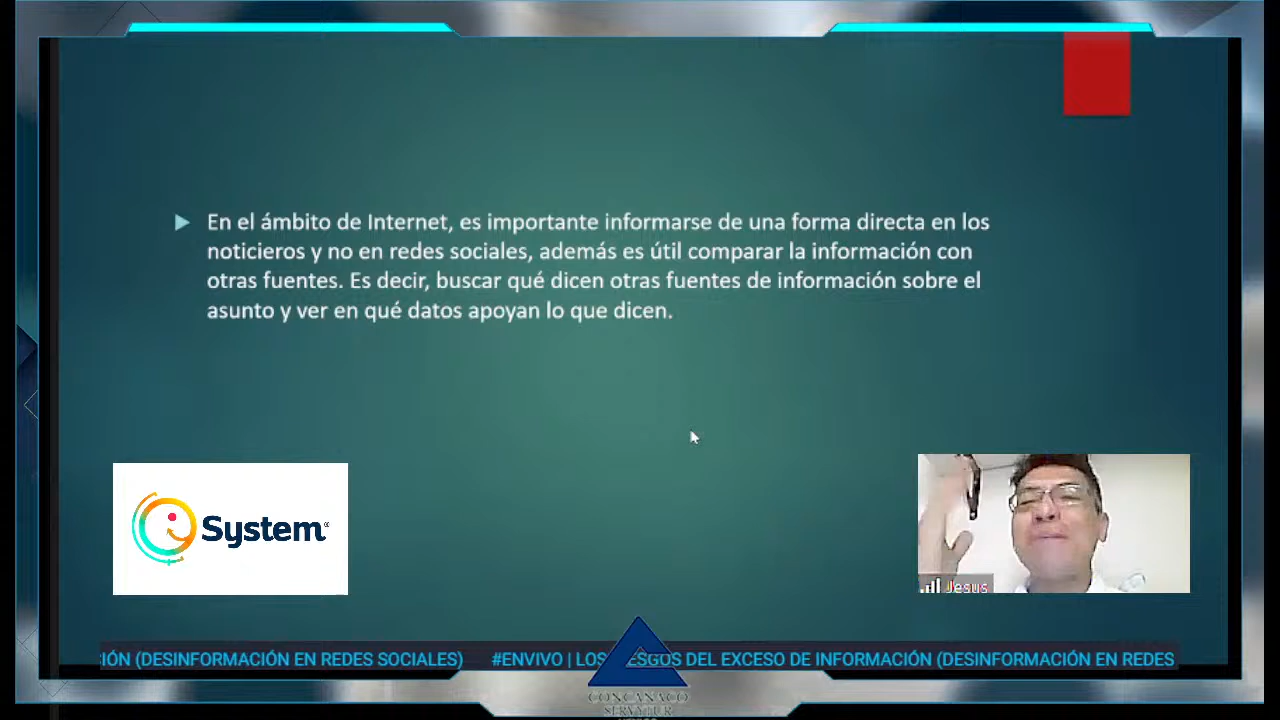 En el ámbito de Internet, es importante informarse de una forma directa en los
noticieros y no en redes sociales, además es útil comparar la información con
otras fuentes. Es decir, buscar qué dicen otras fuentes de información sobre el
asunto y ver en qué datos apoyan lo que dicen.
System®
Jesus
(DESINFORMACIÓN EN REDES SOCIALES) #ENVIVO | LOS DEL EXCESO DE INFORMACIÓN (DESINFORMACIÓN EN REDES
CONCANACO
SERVYTUR